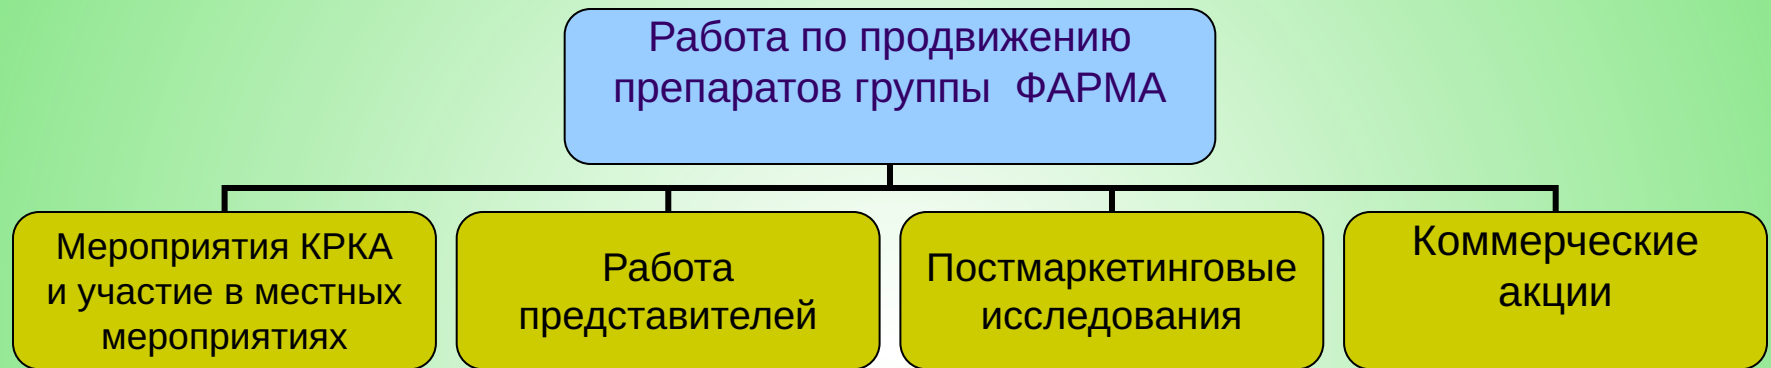 Работа по продвижению
препаратов группы ФАРМА
Мероприятия КРКА
и участие в местных
мероприятиях
Работа
представителей
Постмаркетинговые
исследования
Коммерческие
акции